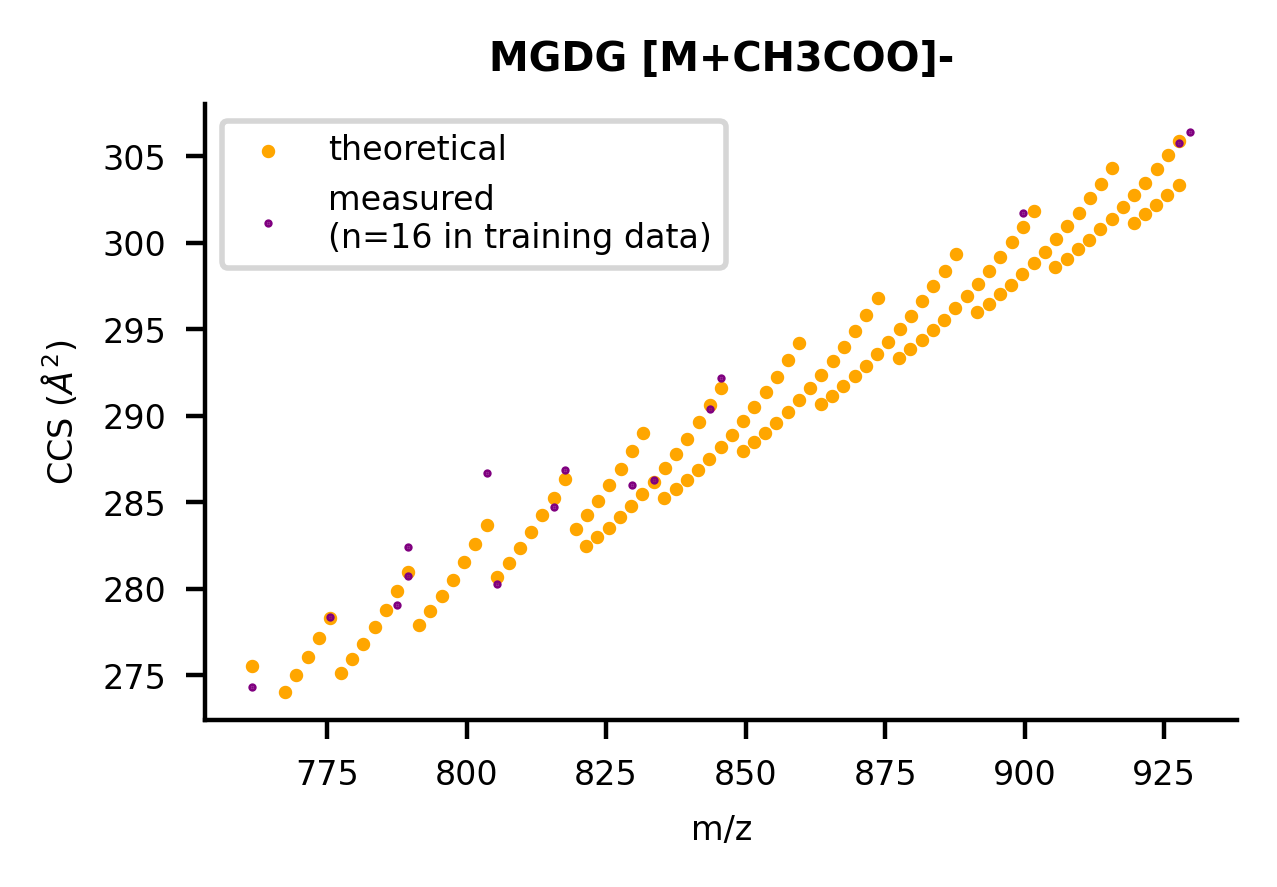 MGDG [M+CH3COO]-
theoretical
measured
(n=16 in training data)
305
300
295
290
285
280
275
CCS (Å²)
775 800 825 850 875 900 925
m/z